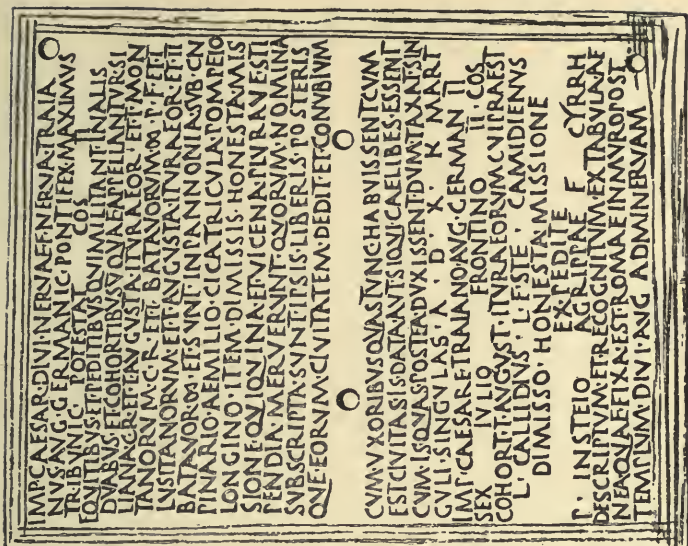 IMP·CAESAR·DIVI·NERVAE·F·NERVA·TRAIA
NVS·AVG·GERMANIC·PONTIFEX·MAXIMVS
TRIBVNIC POTESTAT COS II
EQVITIBVS·ET·PEDITIBVS·QVI·MILITANT·IN·ALIS
DVABVS·ET·COHORTIBVS·QVAE·APPELLANTVR·SI
LIANA·C·R·ET·I·AVGVSTA·ITVRAEOR·ET·I·MON
TANORVM·C·R·ET·I·BATAVORVM·∞·P·F·ET·I
LVSITANORVM·ET·I·AVGVSTA·ITVRAEOR·ET·II
BATAVOR·∞·ET·SVNT·IN·PANNONIA·SVB·CN
PINARIO·AEMILIO·CICATRICVLA·POMPEIO
LONGINO·ITEM·DIMISSIS·HONESTA·MIS
SIONE·QVI·QVINA·ET·VICENA·PLVRAVE·STI
PENDIA·MERVERVNT·QVORVM·NOMINA
SVBSCRIPTA·SVNT·IPSIS·LIBERIS·POSTERIS
QVE·EORVM·CIVITATEM·DEDIT·ET·CONVBIVM
CVM·VXORIBVS·QVAS·TVNC·HABVISSENT·CVM
EST·CIVITAS·IS·DATA·AVT·SI·QVI·CAELIBES·ESSENT
CVM·IS·QVAS·POSTEA·DVXISSENT·DVMTAXAT·SIN
GVLI·SINGVLAS·A·D·X·K·MART
IMP·CAESARE·TRAIANO·AVG·GERMAN II
SEX IVLIO FRONTINO II COS
COHORT·I·AVGVST·ITVRAEORVM·CVI·PRAEST
L·CALLIDIVS·L·F·STE·CAMIDIENVS
DIMISSO·HONESTA·MISSIONE
EX PEDITE
P·INSTEIO AGRIPPAE F CYRRH
DESCRIPTVM·ET·RECOGNITVM·EX·TABVLA·AE
NEA·QVAE·FIXA·EST·ROMAE·IN·MVRO·POST
TEMPLVM·DIVI·AVG·AD·MINERVAM